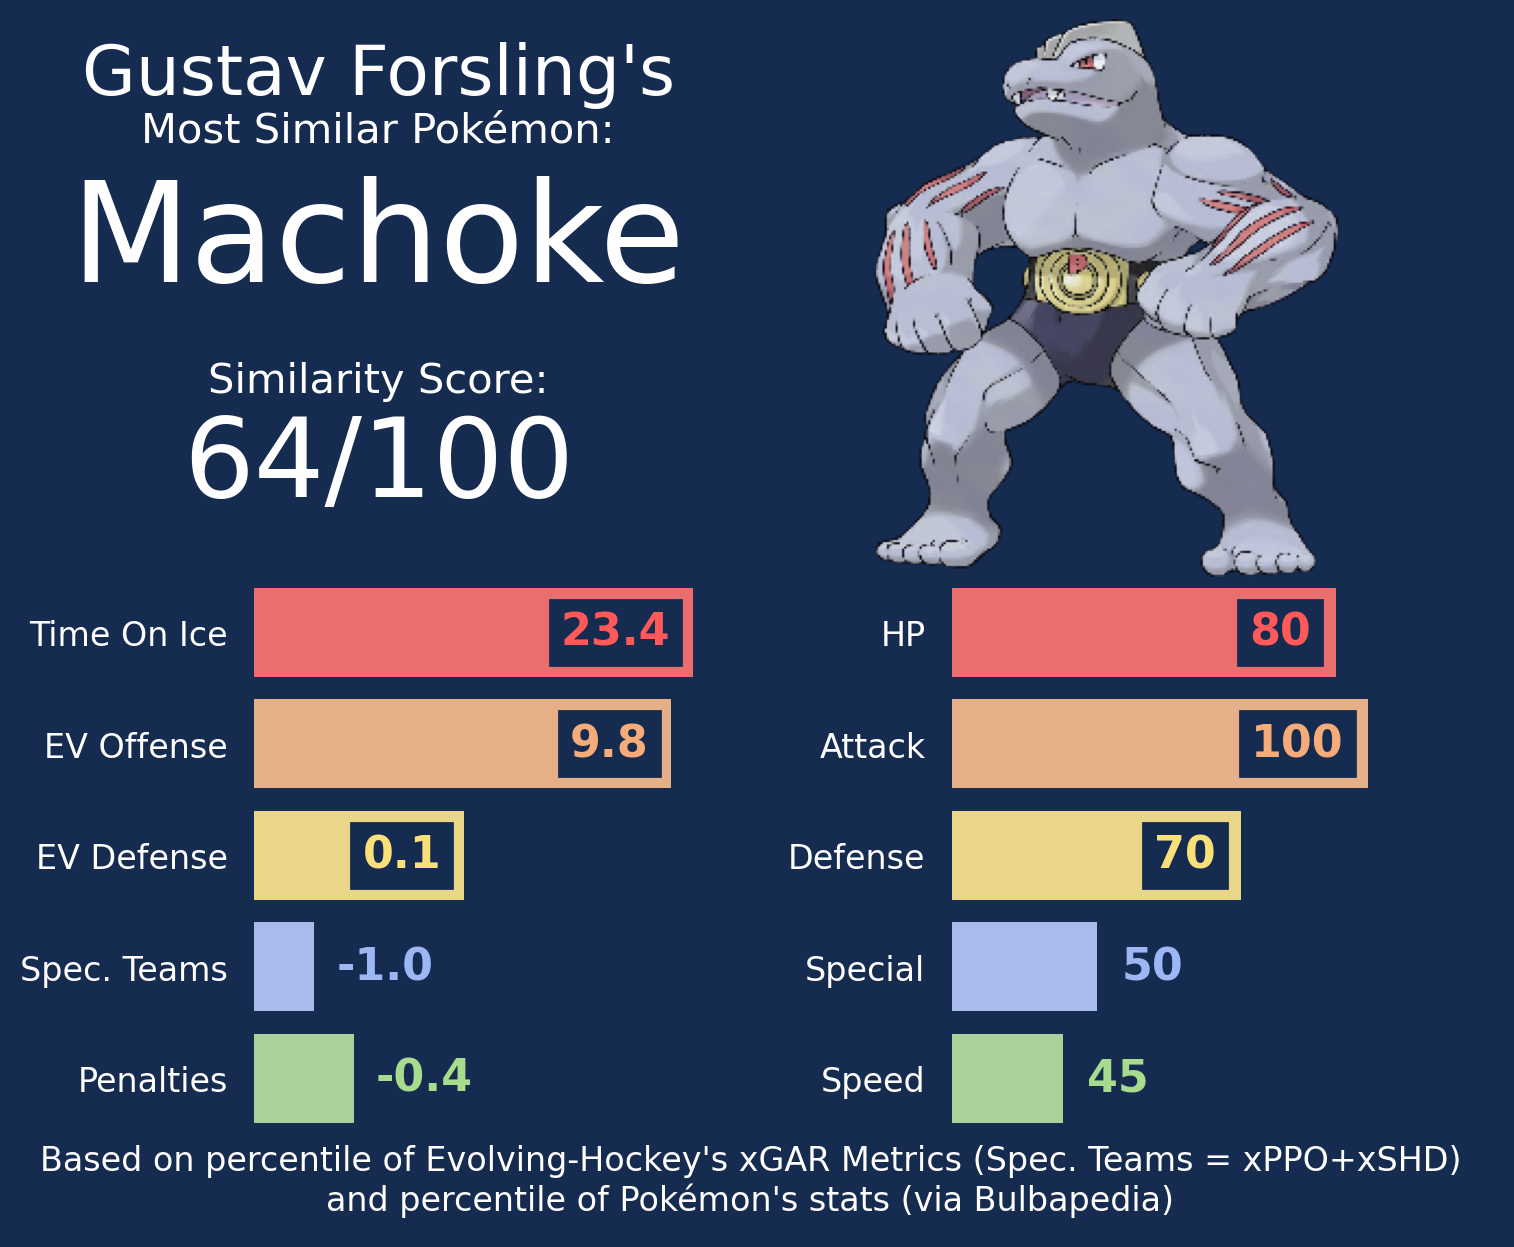 Gustav Forsling's
Most Similar Pokémon:
Machoke
Similarity Score:
64/100
P
Time On Ice 23.4
EV Offense 9.8
EV Defense 0.1
Spec. Teams -1.0
Penalties -0.4
HP 80
Attack 100
Defense 70
Special 50
Speed 45
Based on percentile of Evolving-Hockey's xGAR Metrics (Spec. Teams = xPPO+xSHD)
and percentile of Pokémon's stats (via Bulbapedia)